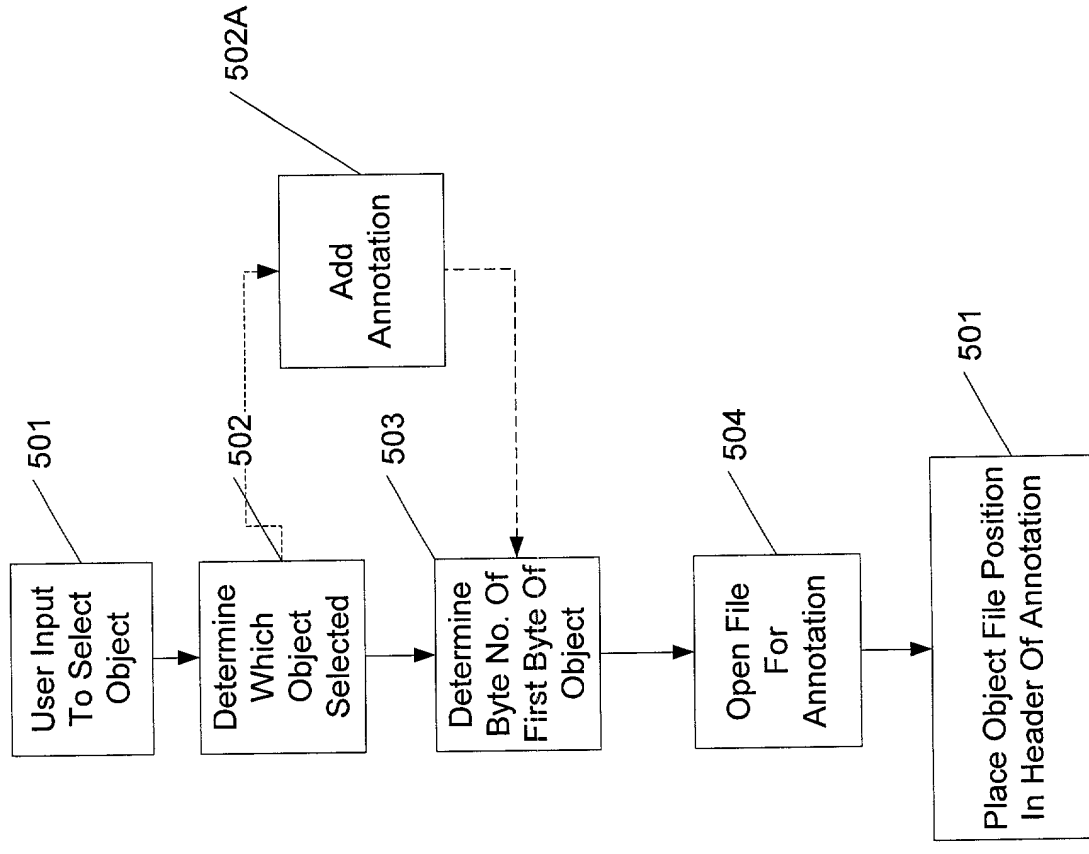 501
User Input
To Select
Object
502
Determine
Which
Object
Selected
502A
Add
Annotation
503
Determine
Byte No. Of
First Byte Of
Object
504
Open File
For
Annotation
501
Place Object File Position
In Header Of Annotation